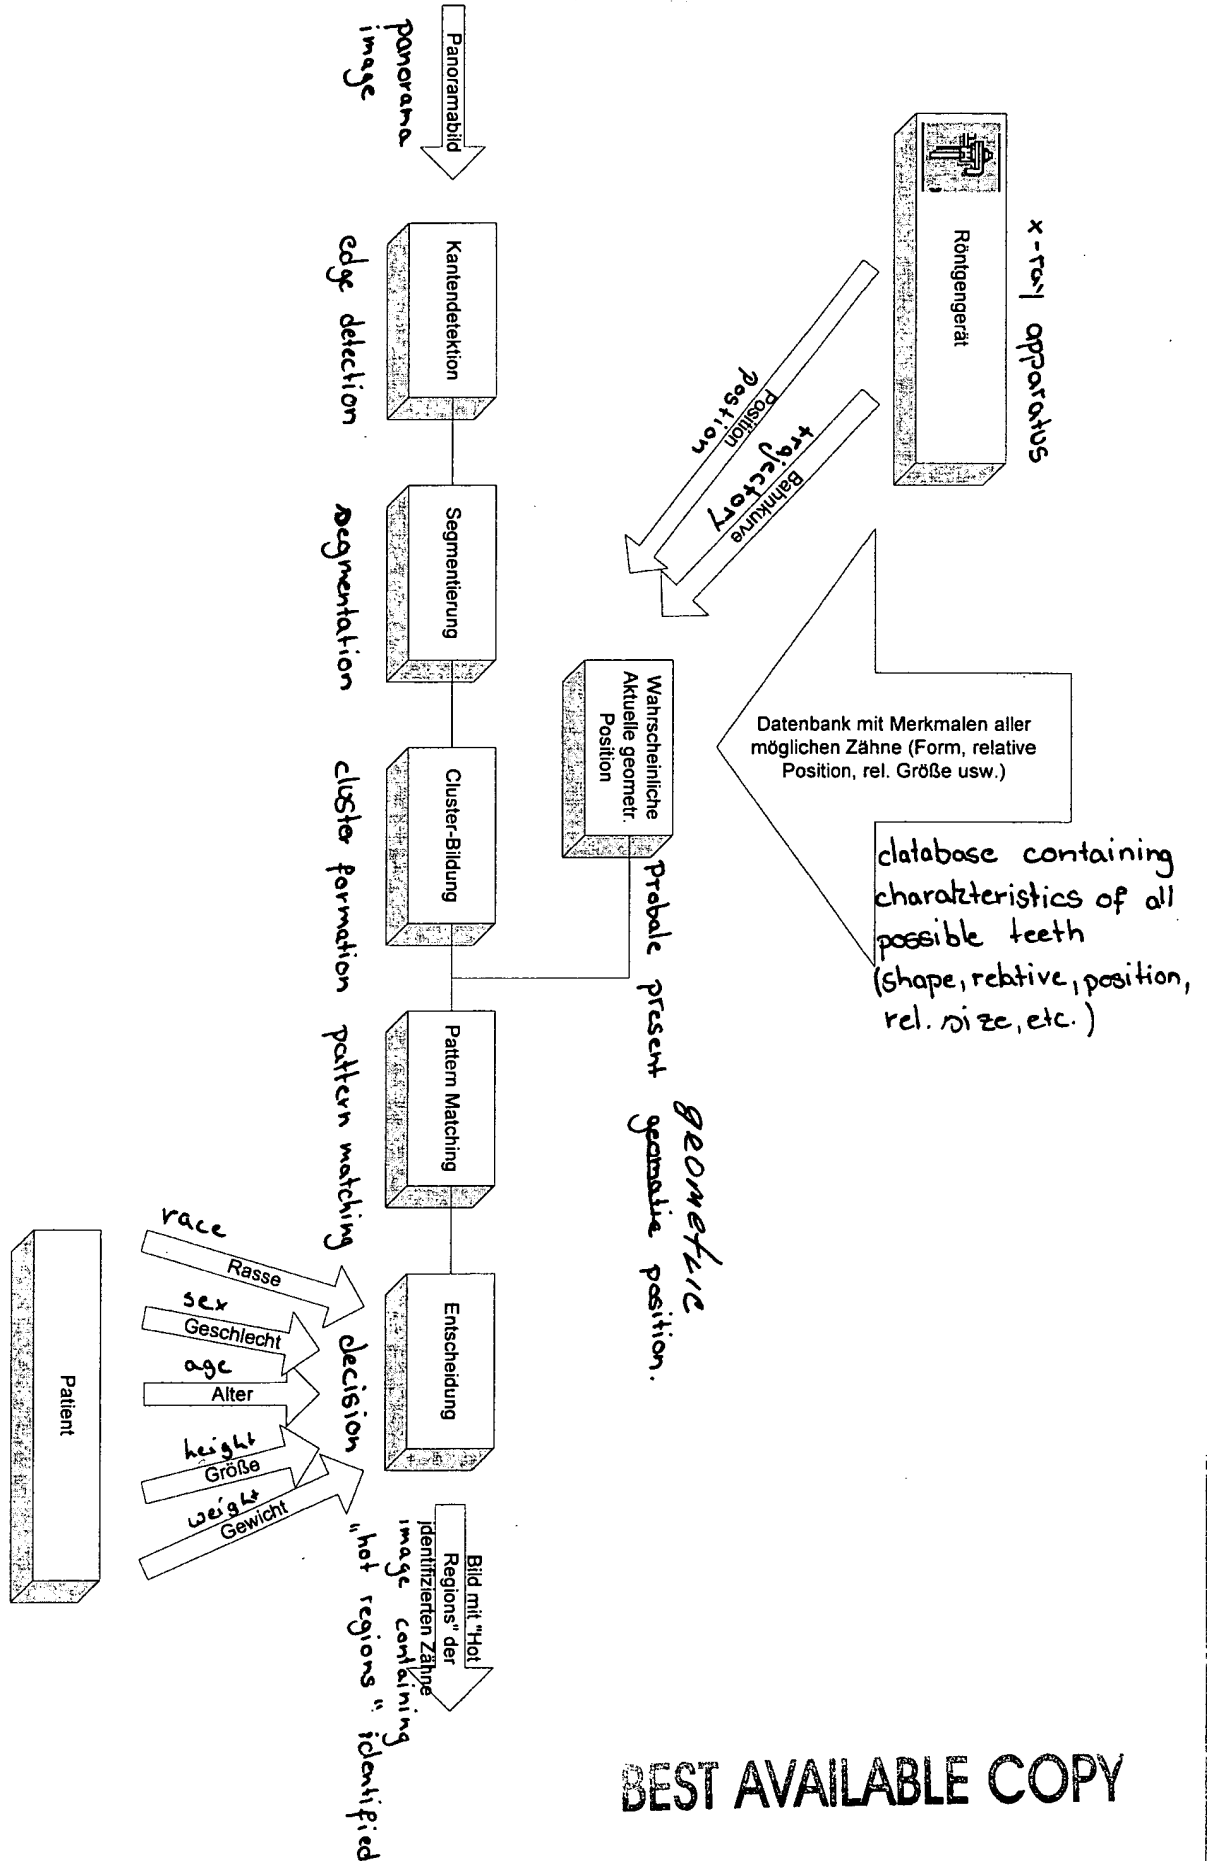 Röntgengerät
x-ray apparatus
Position
position
Bahnkurve
trajectory
Datenbank mit Merkmalen aller
möglichen Zähne (Form, relative
Position, rel. Größe usw.)
database containing
charakteristics of all
possible teeth
(shape, relative, position,
rel. size, etc.)
Wahrscheinliche
Aktuelle geometr.
Position
Probale present geomatic position.
geometric
Panoramabild
panorama
image
Kantendetektion
edge detection
Segmentierung
segmentation
Cluster-Bildung
cluster formation
Pattern Matching
pattern matching
Entscheidung
decision
Bild mit "Hot
Regions" der
identifizierten Zähne
image containing
"hot regions" identified
race
Rasse
sex
Geschlecht
age
Alter
height
Größe
weight
Gewicht
Patient
BEST AVAILABLE COPY